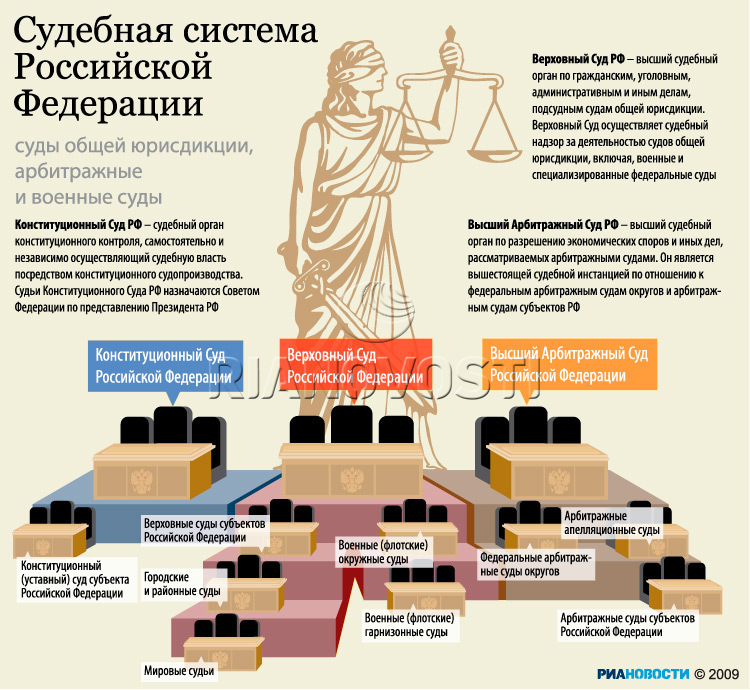 Судебная система
Российской
Федерации
суды общей юрисдикции,
арбитражные
и военные суды
Верховный Суд РФ – высший судебный
орган по гражданским, уголовным,
административным и иным делам,
подсудным судам общей юрисдикции.
Верховный Суд осуществляет судебный
надзор за деятельностью судов общей
юрисдикции, включая, военные и
специализированные федеральные суды
Конституционный Суд РФ – судебный орган
конституционного контроля, самостоятельно и
независимо осуществляющий судебную власть
посредством конституционного судопроизводства.
Судьи Конституционного Суда РФ назначаются Советом
Федерации по представлению Президента РФ
Высший Арбитражный Суд РФ – высший судебный
орган по разрешению экономических споров и иных дел,
рассматриваемых арбитражными судами. Он является
вышестоящей судебной инстанцией по отношению к
федеральным арбитражным судам округов и арбитраж-
ным судам субъектов РФ
Конституционный Суд
Российской Федерации
Верховный Суд
Российской Федерации
Высший Арбитражный Суд
Российской Федерации
RIANOVOSTI
Конституционный
(уставный) суд субъекта
Российской Федерации
Верховные суды субъектов
Российской Федерации
Городские
и районные суды
Мировые судьи
Военные (флотские)
окружные суды
Военные (флотские)
гарнизонные суды
Федеральные арбитраж-
ные суды округов
Арбитражные
апелляционные суды
Арбитражные суды субъектов
Российской Федерации
РИАНОВОСТИ © 2009